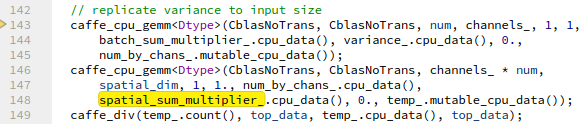 142 // replicate variance to input size
143 caffe_cpu_gemm<Dtype>(CblasNoTrans, CblasNoTrans, num, channels_, 1, 1,
144 batch_sum_multiplier_.cpu_data(), variance_.cpu_data(), 0.,
145 num_by_chans_.mutable_cpu_data());
146 caffe_cpu_gemm<Dtype>(CblasNoTrans, CblasNoTrans, channels_ * num,
147 spatial_dim, 1, 1., num_by_chans_.cpu_data(),
148 spatial_sum_multiplier_.cpu_data(), 0., temp_.mutable_cpu_data());
149 caffe_div(temp_.count(), top_data, temp_.cpu_data(), top_data);